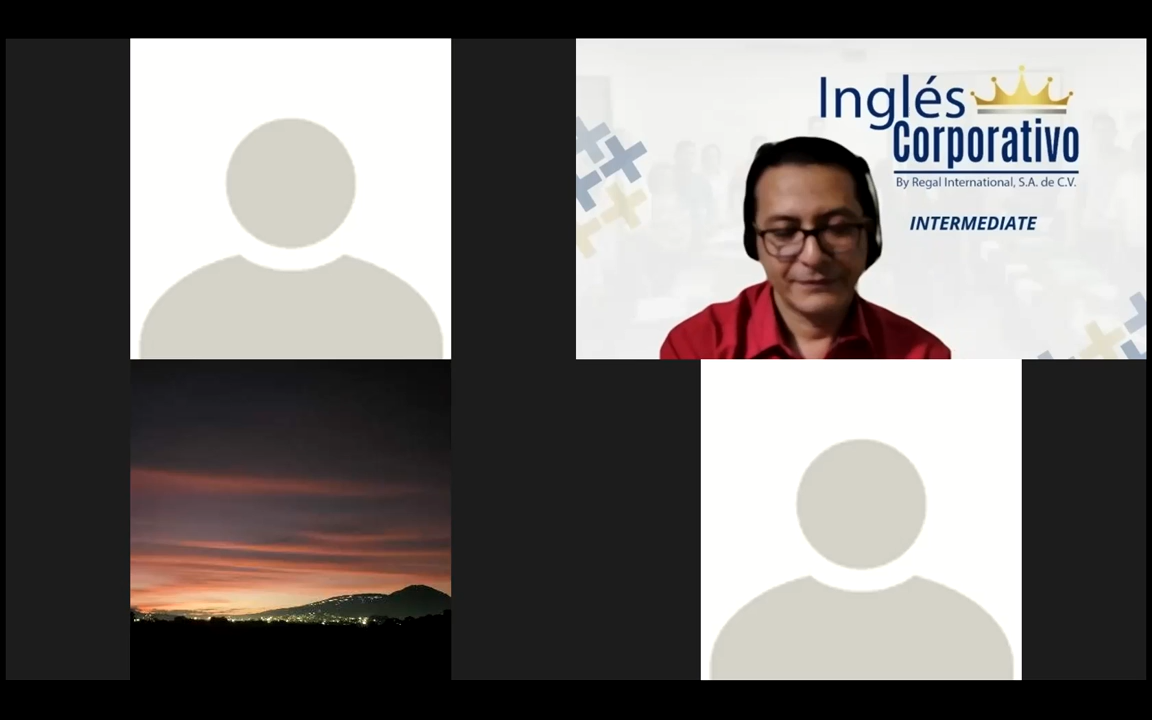 Inglés
Corporativo
By Regal International, S.A. de C.V.
INTERMEDIATE